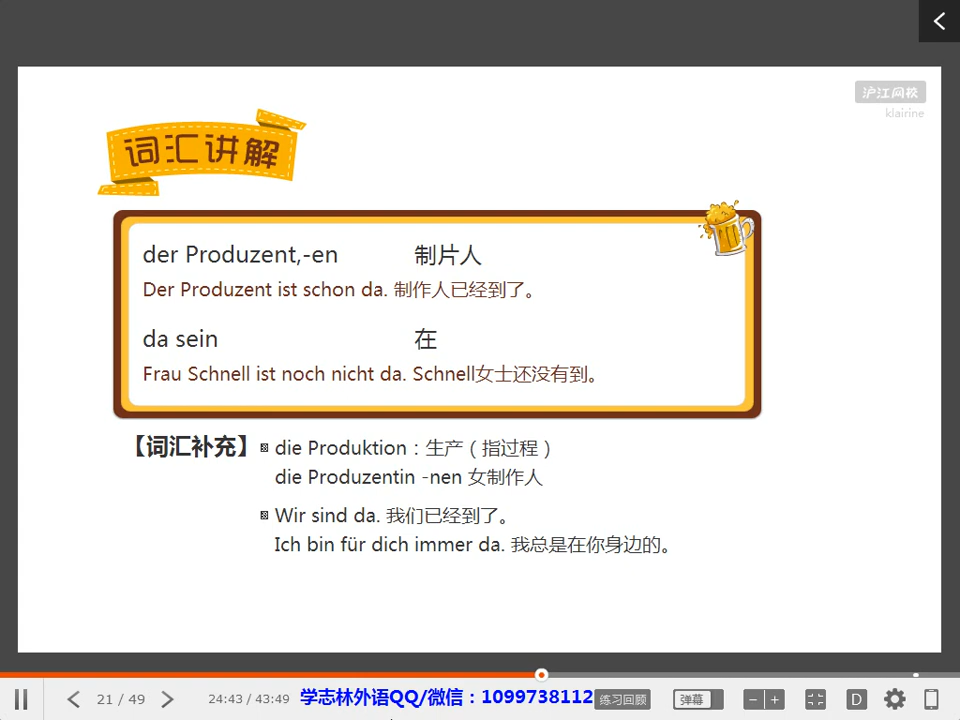 沪江网校
klairine
词汇讲解
der Produzent,-en 制片人
Der Produzent ist schon da. 制作人已经到了。
da sein 在
Frau Schnell ist noch nicht da. Schnell女士还没有到。
【词汇补充】 die Produktion：生产（指过程）
die Produzentin -nen 女制作人
Wir sind da. 我们已经到了。
Ich bin für dich immer da. 我总是在你身边的。
21 / 49 24:43 / 43:49 学志林外语QQ/微信：1099738112 练习回顾 弹幕 D